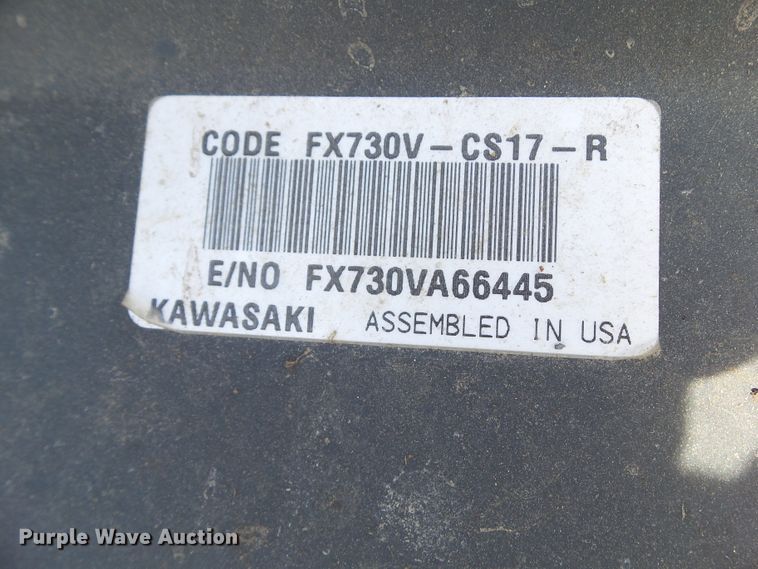 CODE FX730V-CS17-R
E/NO FX730VA66445
KAWASAKI ASSEMBLED IN USA
Purple Wave Auction®